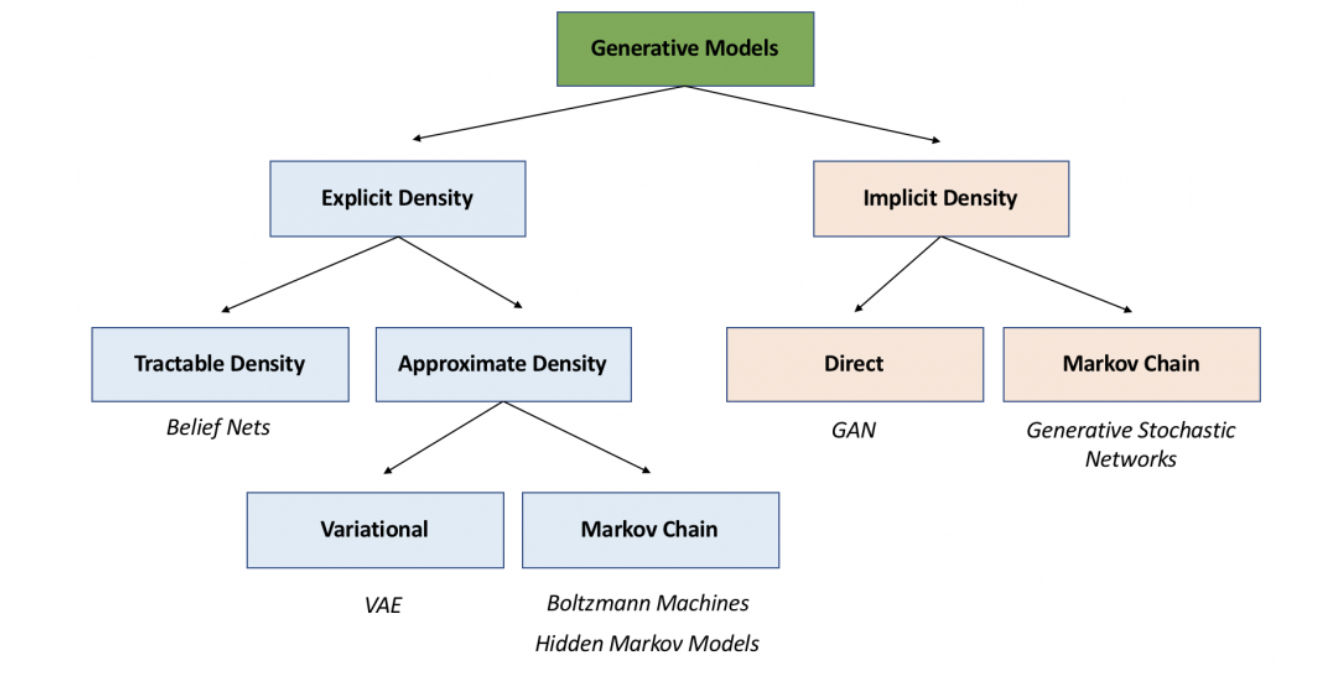 Generative Models
Explicit Density
Implicit Density
Tractable Density
Approximate Density
Direct
Markov Chain
Belief Nets
GAN
Generative Stochastic
Networks
Variational
Markov Chain
VAE
Boltzmann Machines
Hidden Markov Models